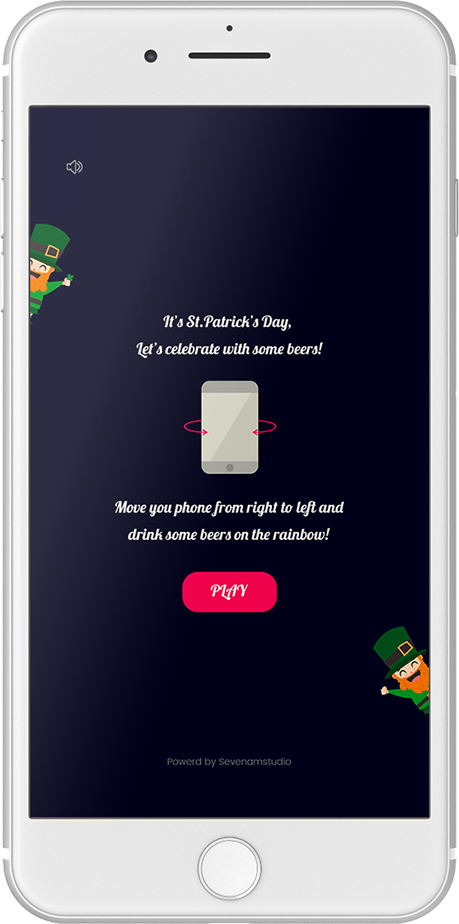 It's St.Patrick's Day,
Let's celebrate with some beers!
Move you phone from right to left and
drink some beers on the rainbow!
PLAY
Powerd by Sevenamstudio